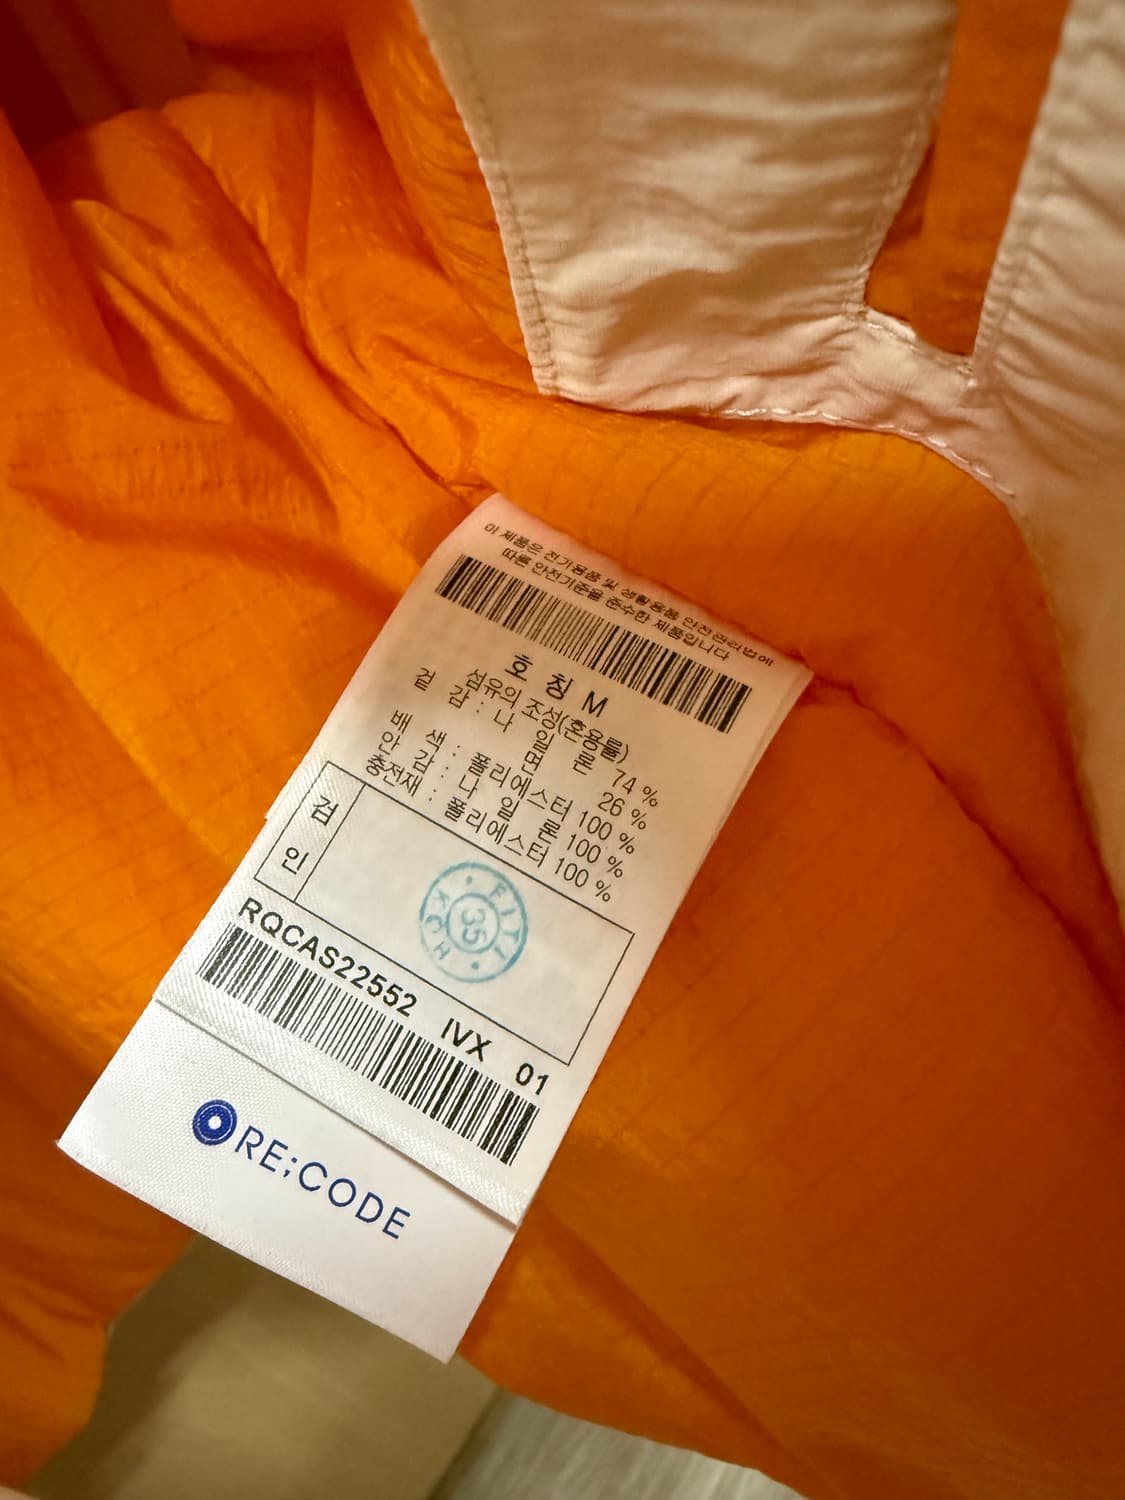 이 제품은 전기용품 및 생활용품 안전관리법에
따른 안전기준을 준수한 제품입니다
호 칭 M
섬유의 조성(혼용률)
겉 감 : 나 일 론 74 %
면 26 %
배 색 : 폴리에스터 100 %
안 감 : 나 일 론 100 %
충전재 : 폴리에스터 100 %
검 인
FITI
35
KQH
RQCAS22552 IVX 01
RE;CODE